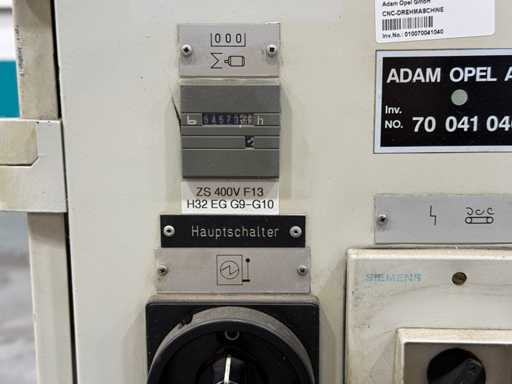 Adam Opel GmbH
CNC-DREHMASCHINE
Inv.No.: 010070041040
000
ADAM OPEL A
Inv.
NO. 70 041 04
h
ZS 400V F13
H32 EG G9-G10
Hauptschalter
SIEMENS